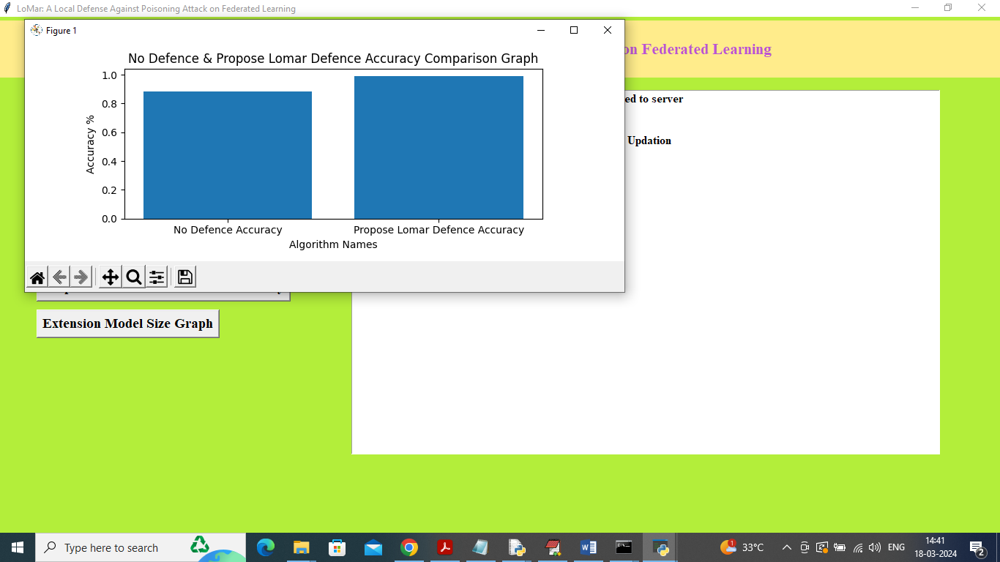 LoMar: A Local Defense Against Poisoning Attack on Federated Learning
Figure 1
on Federated Learning
No Defence & Propose Lomar Defence Accuracy Comparison Graph
1.0
0.8
0.6
0.4
0.2
0.0
Accuracy %
No Defence Accuracy
Propose Lomar Defence Accuracy
Algorithm Names
ed to server
Updation
Extension Model Size Graph
Type here to search
1
33°C
ENG
14:41
18-03-2024
2